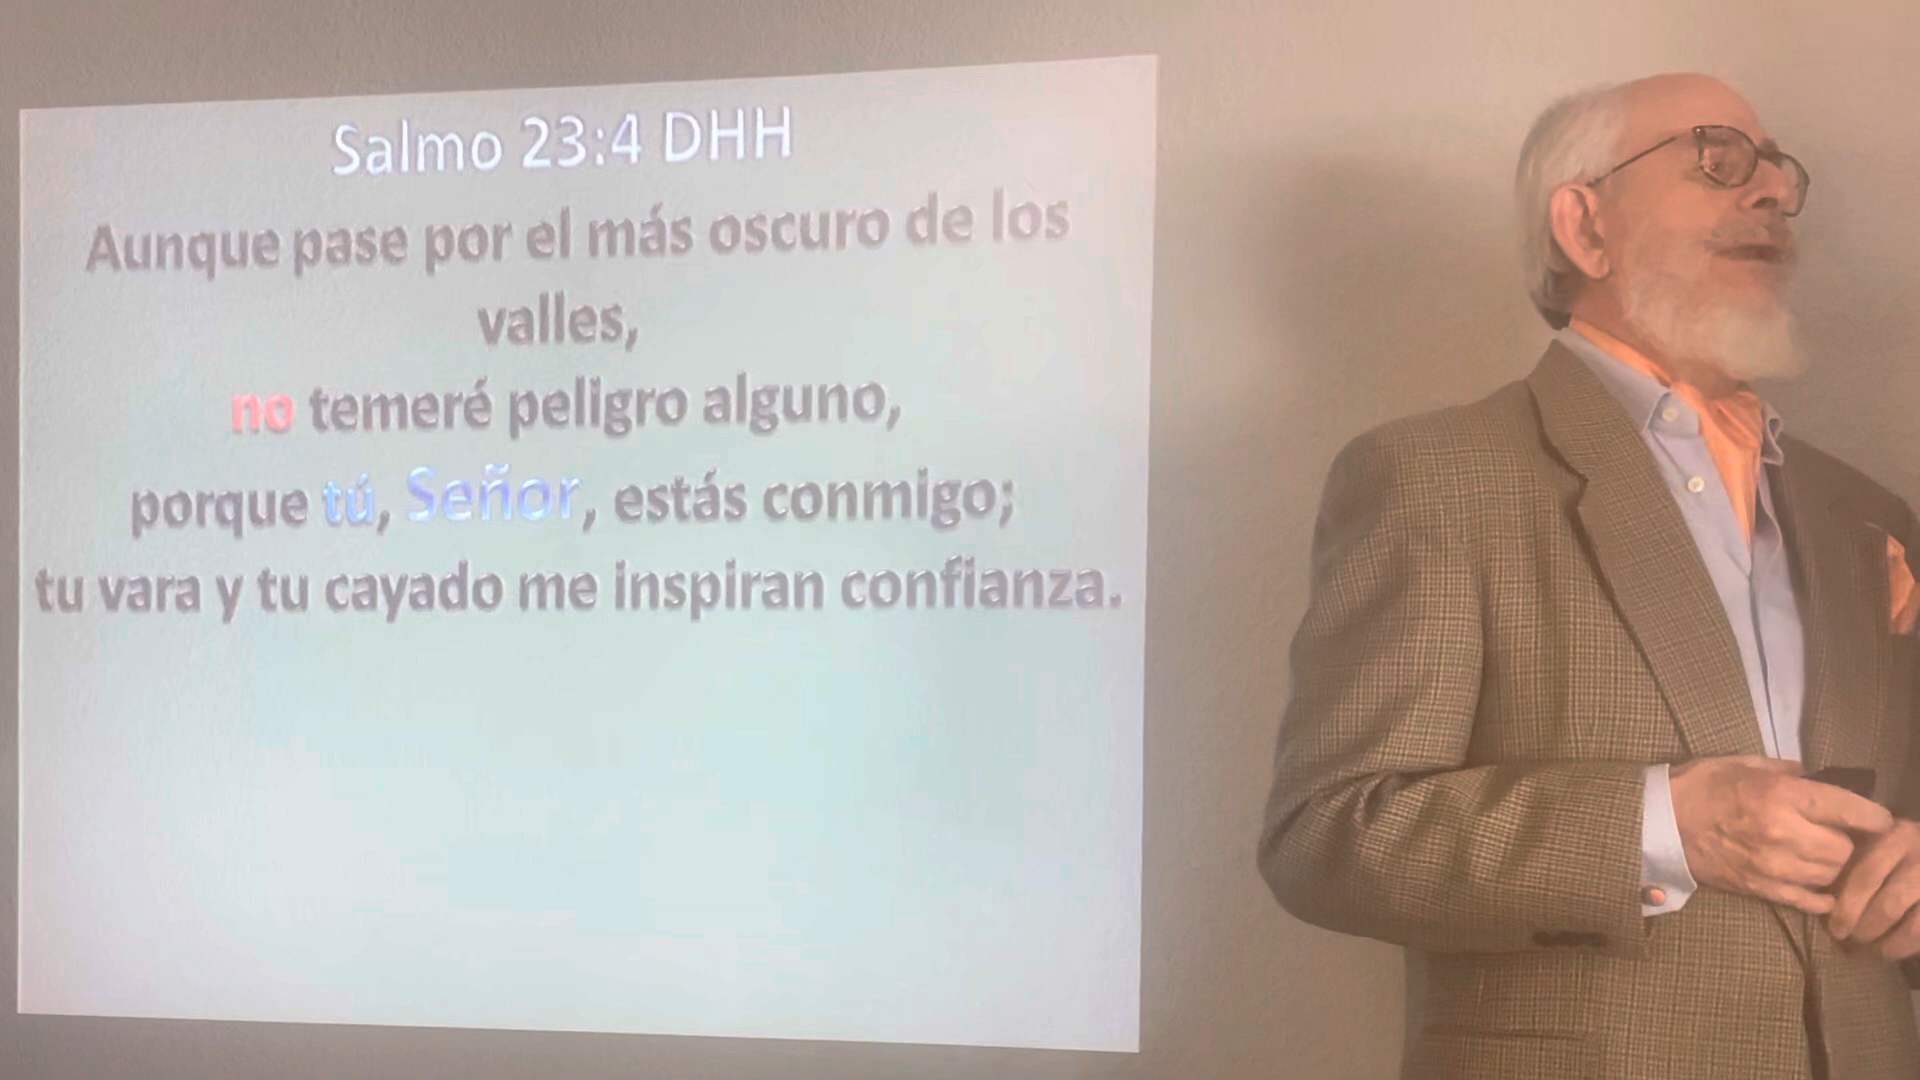 Salmo 23:4 DHH
Aunque pase por el más oscuro de los
valles,
no temeré peligro alguno,
porque tú, Señor, estás conmigo;
tu vara y tu cayado me inspiran confianza.